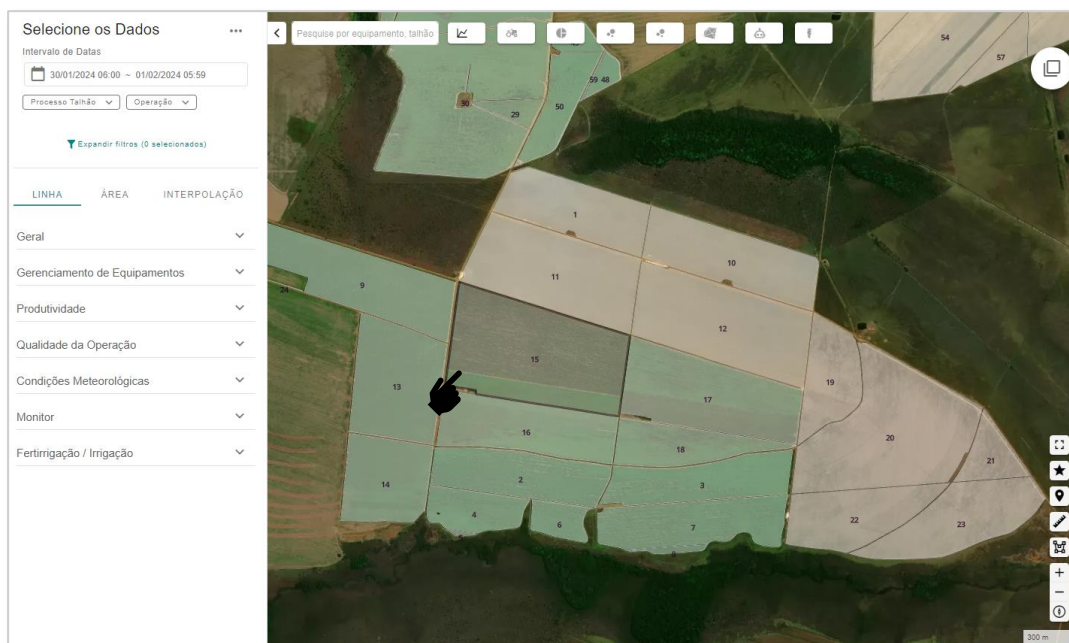 Selecione os Dados
...
Intervalo de Datas
30/01/2024 06:00 ~ 01/02/2024 05:59
Processo Talhão
Operação
Expandir filtros (0 selecionados)
LINHA
ÁREA
INTERPOLAÇÃO
Geral
Gerenciamento de Equipamentos
Produtividade
Qualidade da Operação
Condições Meteorológicas
Monitor
Fertirrigação / Irrigação
Pesquise por equipamento, talhão
54
57
59 48
30
29
50
1
10
11
9
24
12
15
13
19
17
16
18
20
21
14
2
3
4
6
7
22
23
5
8
300 m